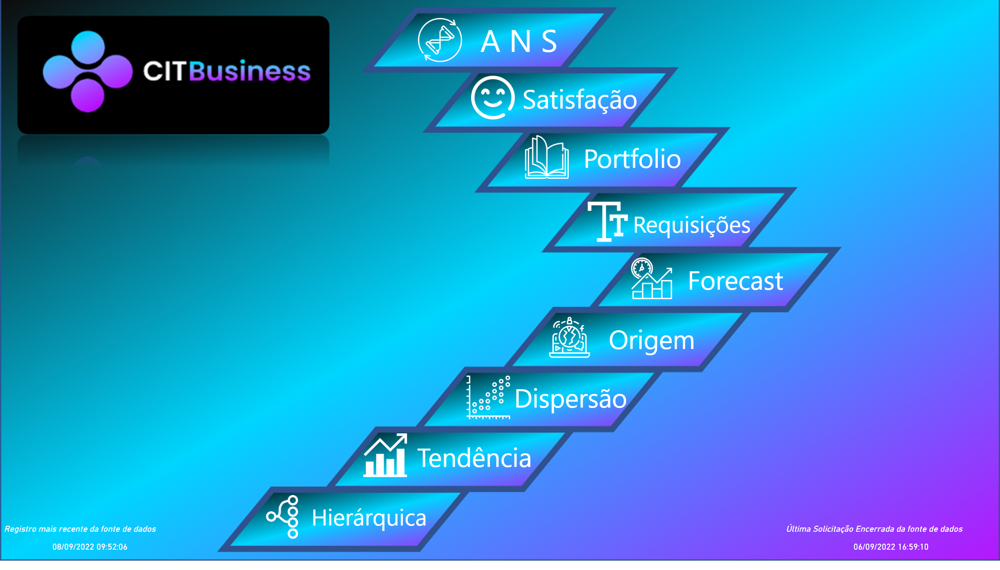 CITBusiness
A N S
Satisfação
Portfolio
Requisições
Forecast
Origem
Dispersão
Tendência
Hierárquica
Registro mais recente da fonte de dados
08/09/2022 09:52:06
Última Solicitação Encerrada da fonte de dados
06/09/2022 16:59:10